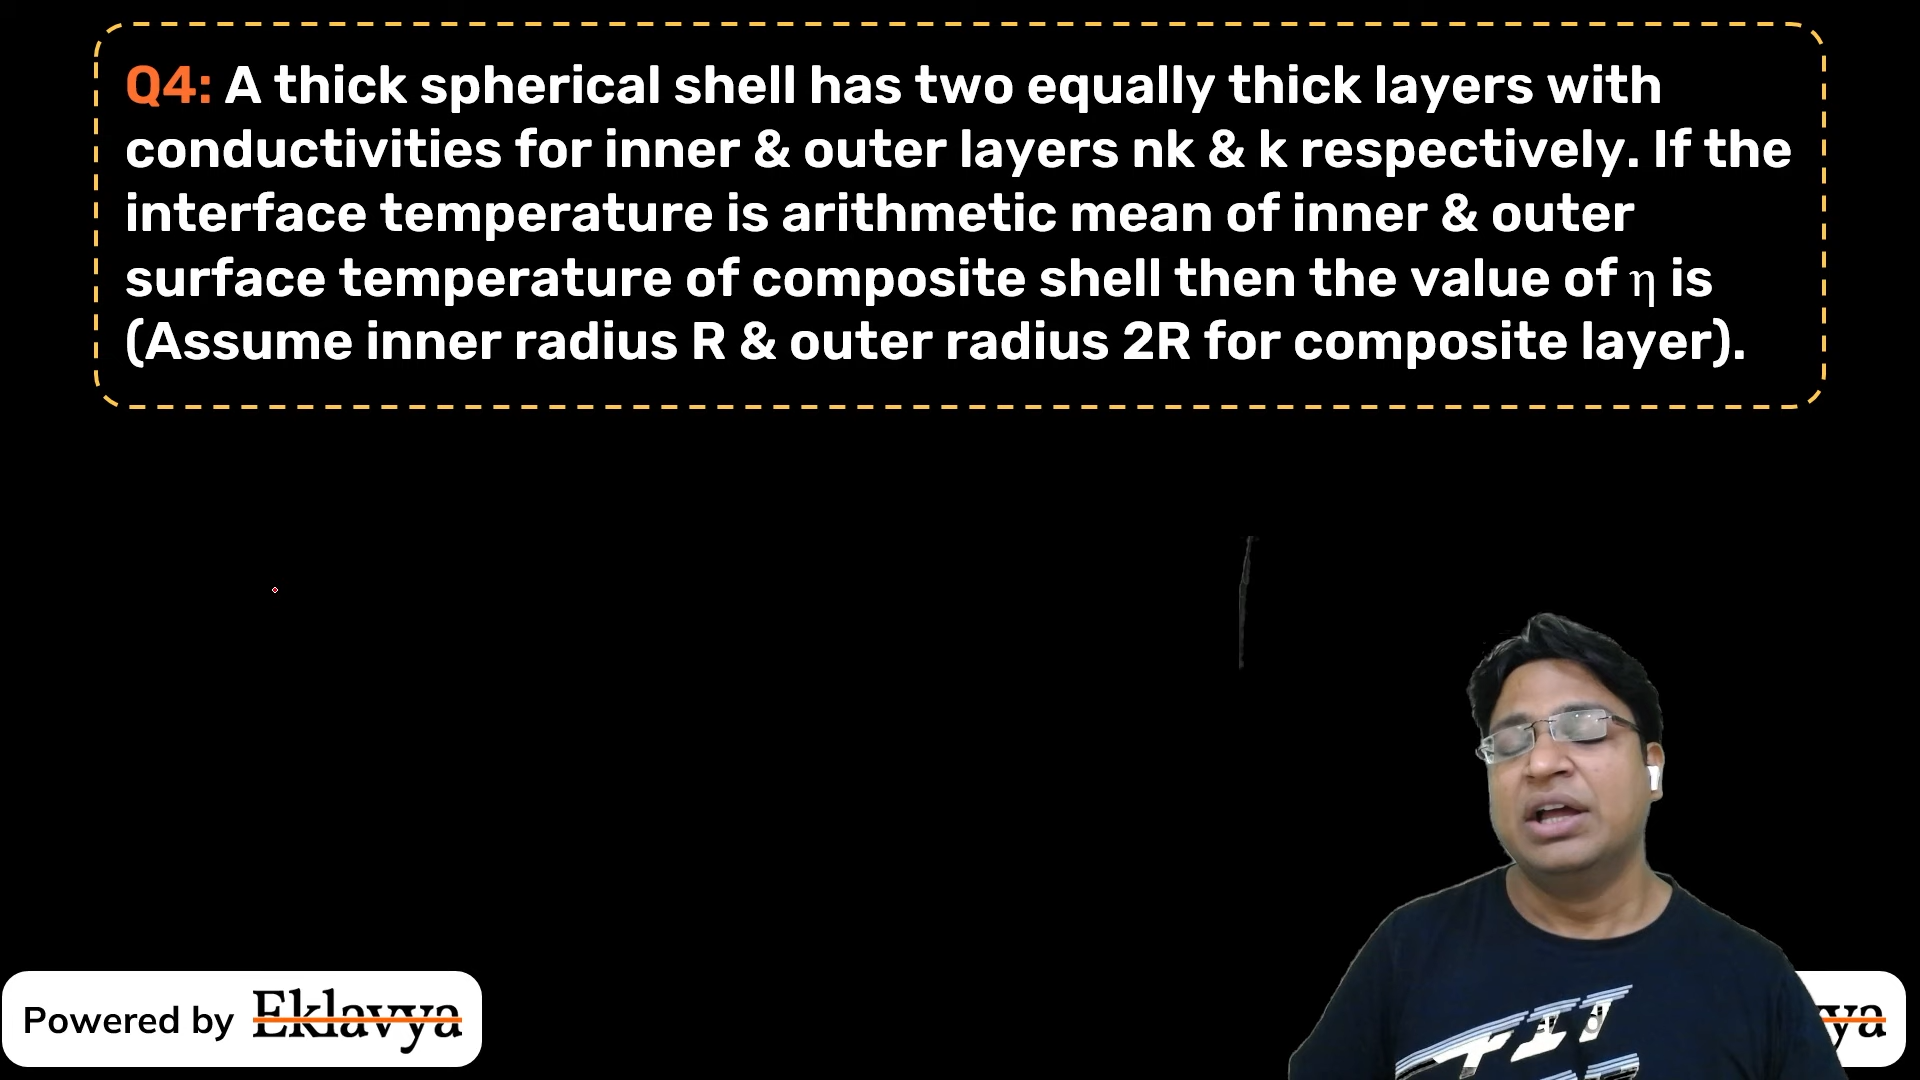 Q4: A thick spherical shell has two equally thick layers with
conductivities for inner & outer layers nk & k respectively. If the
interface temperature is arithmetic mean of inner & outer
surface temperature of composite shell then the value of η is
(Assume inner radius R & outer radius 2R for composite layer).
Powered by Eklavya
ya